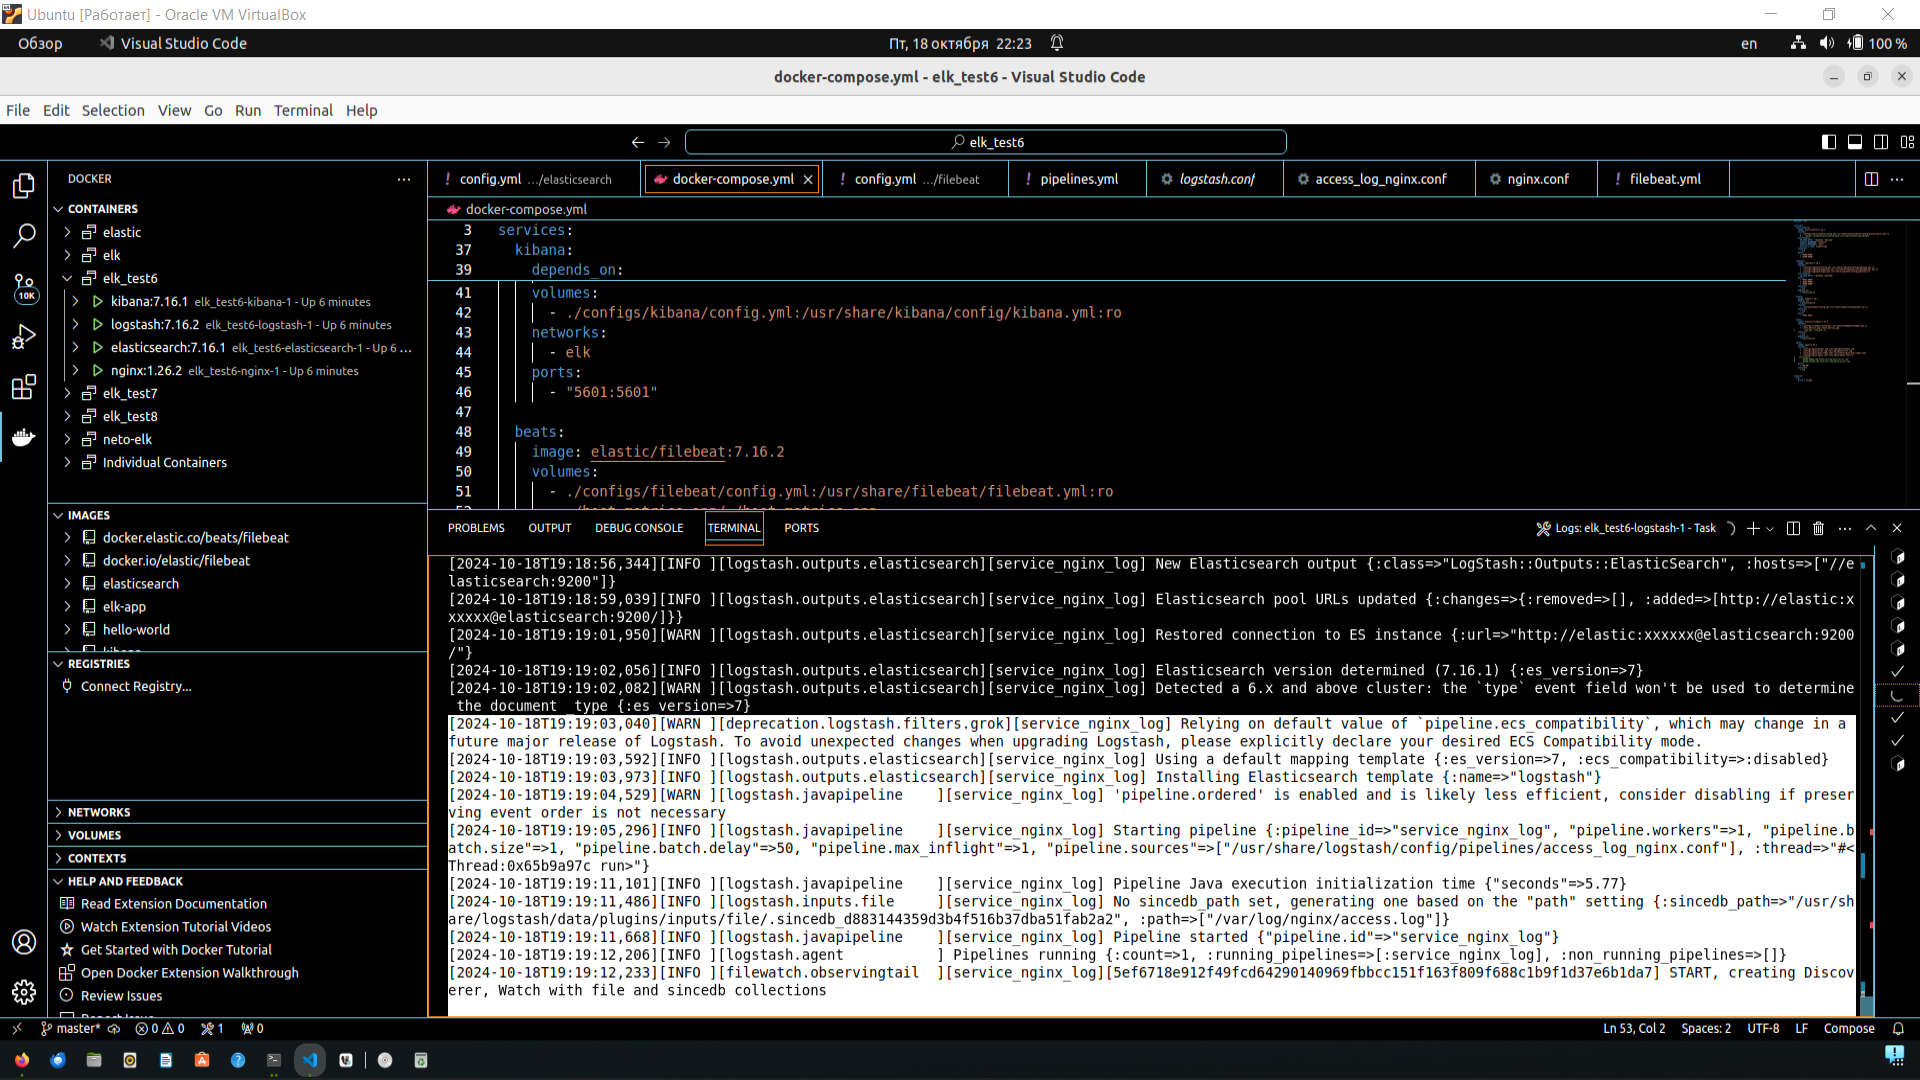 Ubuntu [Работает] - Oracle VM VirtualBox
Обзор
Visual Studio Code
Пт, 18 октября 22:23
en
100 %
docker-compose.yml - elk_test6 - Visual Studio Code
File Edit Selection View Go Run Terminal Help
elk_test6
DOCKER
config.yml .../elasticsearch
docker-compose.yml
config.yml .../filebeat
pipelines.yml
logstash.conf
access_log_nginx.conf
nginx.conf
filebeat.yml
CONTAINERS
elastic
elk
elk_test6
kibana:7.16.1 elk_test6-kibana-1 - Up 6 minutes
logstash:7.16.2 elk_test6-logstash-1 - Up 6 minutes
elasticsearch:7.16.1 elk_test6-elasticsearch-1 - Up 6 ...
nginx:1.26.2 elk_test6-nginx-1 - Up 6 minutes
elk_test7
elk_test8
neto-elk
Individual Containers
10K
IMAGES
docker.elastic.co/beats/filebeat
docker.io/elastic/filebeat
elasticsearch
elk-app
hello-world
kibana
REGISTRIES
Connect Registry...
NETWORKS
VOLUMES
CONTEXTS
HELP AND FEEDBACK
Read Extension Documentation
Watch Extension Tutorial Videos
Get Started with Docker Tutorial
Open Docker Extension Walkthrough
Review Issues
Report Issue
docker-compose.yml
3 services:
37 kibana:
39 depends_on:
41 volumes:
42 - ./configs/kibana/config.yml:/usr/share/kibana/config/kibana.yml:ro
43 networks:
44 - elk
45 ports:
46 - "5601:5601"
47
48 beats:
49 image: elastic/filebeat:7.16.2
50 volumes:
51 - ./configs/filebeat/config.yml:/usr/share/filebeat/filebeat.yml:ro
PROBLEMS OUTPUT DEBUG CONSOLE TERMINAL PORTS
Logs: elk_test6-logstash-1 - Task
[2024-10-18T19:18:56,344][INFO ][logstash.outputs.elasticsearch][service_nginx_log] New Elasticsearch output {:class=>"LogStash::Outputs::ElasticSearch", :hosts=>["//e
lasticsearch:9200"]}
[2024-10-18T19:18:59,039][INFO ][logstash.outputs.elasticsearch][service_nginx_log] Elasticsearch pool URLs updated {:changes=>{:removed=>[], :added=>[http://elastic:x
xxxxx@elasticsearch:9200/]}}
[2024-10-18T19:19:01,950][WARN ][logstash.outputs.elasticsearch][service_nginx_log] Restored connection to ES instance {:url=>"http://elastic:xxxxxx@elasticsearch:9200
/"}
[2024-10-18T19:19:02,056][INFO ][logstash.outputs.elasticsearch][service_nginx_log] Elasticsearch version determined (7.16.1) {:es_version=>7}
[2024-10-18T19:19:02,082][WARN ][logstash.outputs.elasticsearch][service_nginx_log] Detected a 6.x and above cluster: the `type` event field won't be used to determine
the document _type {:es_version=>7}
[2024-10-18T19:19:03,040][WARN ][deprecation.logstash.filters.grok][service_nginx_log] Relying on default value of `pipeline.ecs_compatibility`, which may change in a
future major release of Logstash. To avoid unexpected changes when upgrading Logstash, please explicitly declare your desired ECS Compatibility mode.
[2024-10-18T19:19:03,592][INFO ][logstash.outputs.elasticsearch][service_nginx_log] Using a default mapping template {:es_version=>7, :ecs_compatibility=>:disabled}
[2024-10-18T19:19:03,973][INFO ][logstash.outputs.elasticsearch][service_nginx_log] Installing Elasticsearch template {:name=>"logstash"}
[2024-10-18T19:19:04,529][WARN ][logstash.javapipeline    ][service_nginx_log] 'pipeline.ordered' is enabled and is likely less efficient, consider disabling if preser
ving event order is not necessary
[2024-10-18T19:19:05,296][INFO ][logstash.javapipeline    ][service_nginx_log] Starting pipeline {:pipeline_id=>"service_nginx_log", "pipeline.workers"=>1, "pipeline.b
atch.size"=>1, "pipeline.batch.delay"=>50, "pipeline.max_inflight"=>1, "pipeline.sources"=>["/usr/share/logstash/config/pipelines/access_log_nginx.conf"], :thread=>"#<
Thread:0x65b9a97c run>"}
[2024-10-18T19:19:11,101][INFO ][logstash.javapipeline    ][service_nginx_log] Pipeline Java execution initialization time {"seconds"=>5.77}
[2024-10-18T19:19:11,486][INFO ][logstash.inputs.file     ][service_nginx_log] No sincedb_path set, generating one based on the "path" setting {:sincedb_path=>"/usr/sh
are/logstash/data/plugins/inputs/file/.sincedb_d883144359d3b4f516b37dba51fab2a2", :path=>["/var/log/nginx/access.log"]}
[2024-10-18T19:19:11,668][INFO ][logstash.javapipeline    ][service_nginx_log] Pipeline started {"pipeline.id"=>"service_nginx_log"}
[2024-10-18T19:19:12,206][INFO ][logstash.agent           ] Pipelines running {:count=>1, :running_pipelines=>[:service_nginx_log], :non_running_pipelines=>[]}
[2024-10-18T19:19:12,233][INFO ][filewatch.observingtail  ][service_nginx_log][5ef6718e912f49fcd64290140969fbbcc151f163f809f688c1b9f1d37e6b1da7] START, creating Discov
erer, Watch with file and sincedb collections
master* 0 0 1 0
Ln 53, Col 2 Spaces: 2 UTF-8 LF Compose